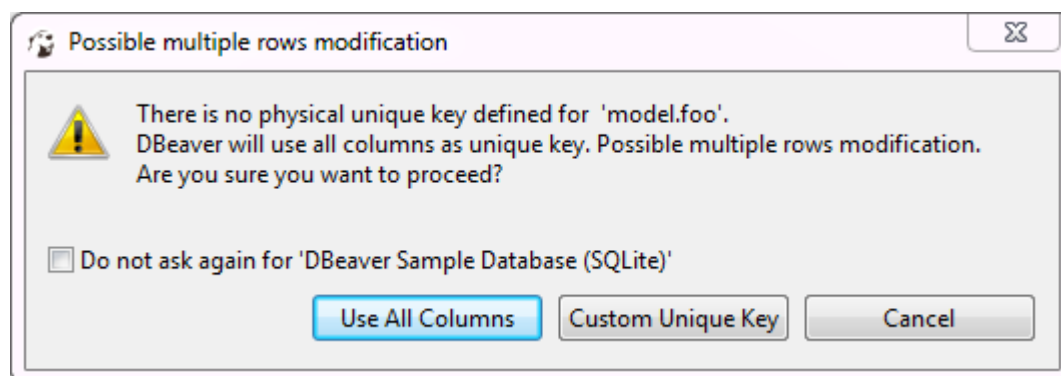 Possible multiple rows modification
There is no physical unique key defined for 'model.foo'.
DBeaver will use all columns as unique key. Possible multiple rows modification.
Are you sure you want to proceed?
Do not ask again for 'DBeaver Sample Database (SQLite)'
Use All Columns Custom Unique Key Cancel